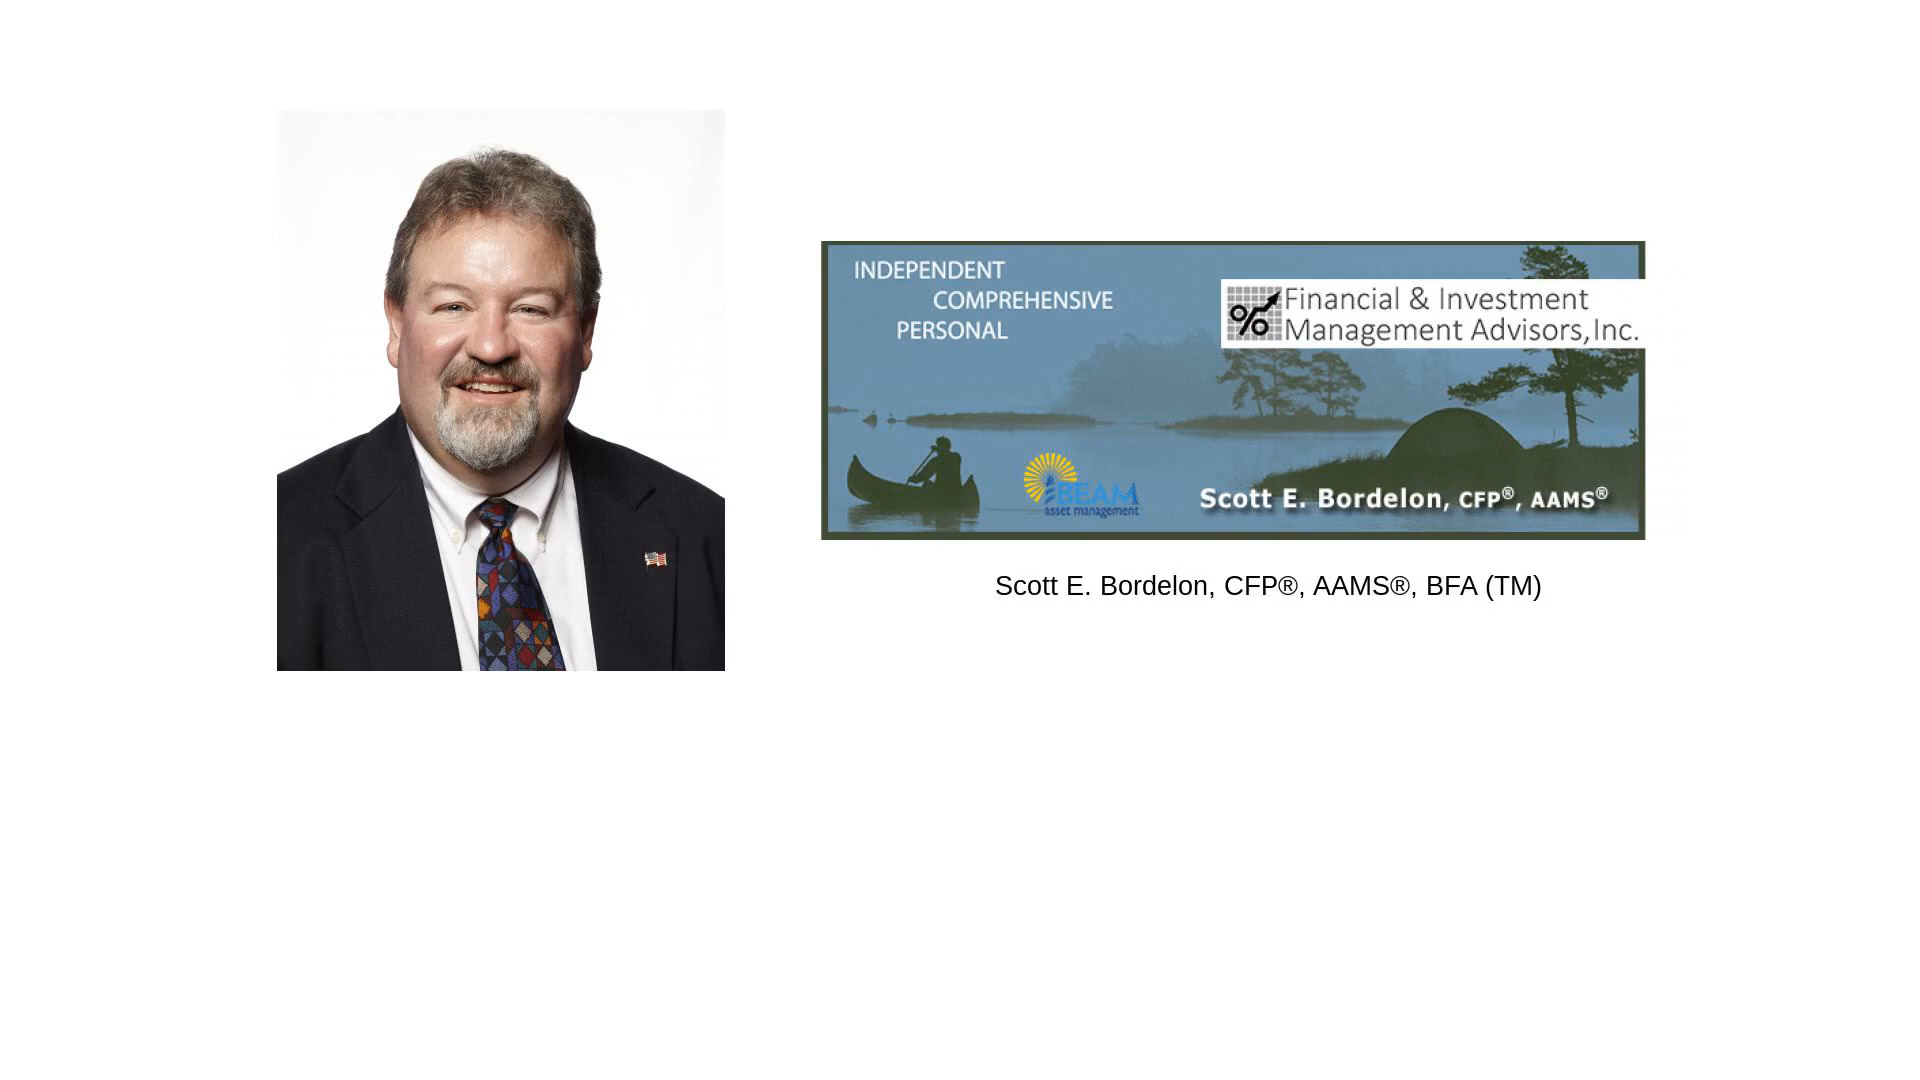 INDEPENDENT
COMPREHENSIVE
PERSONAL
Financial & Investment
Management Advisors,Inc.
BEAM
asset management
Scott E. Bordelon, CFP®, AAMS®
Scott E. Bordelon, CFP®, AAMS®, BFA (TM)